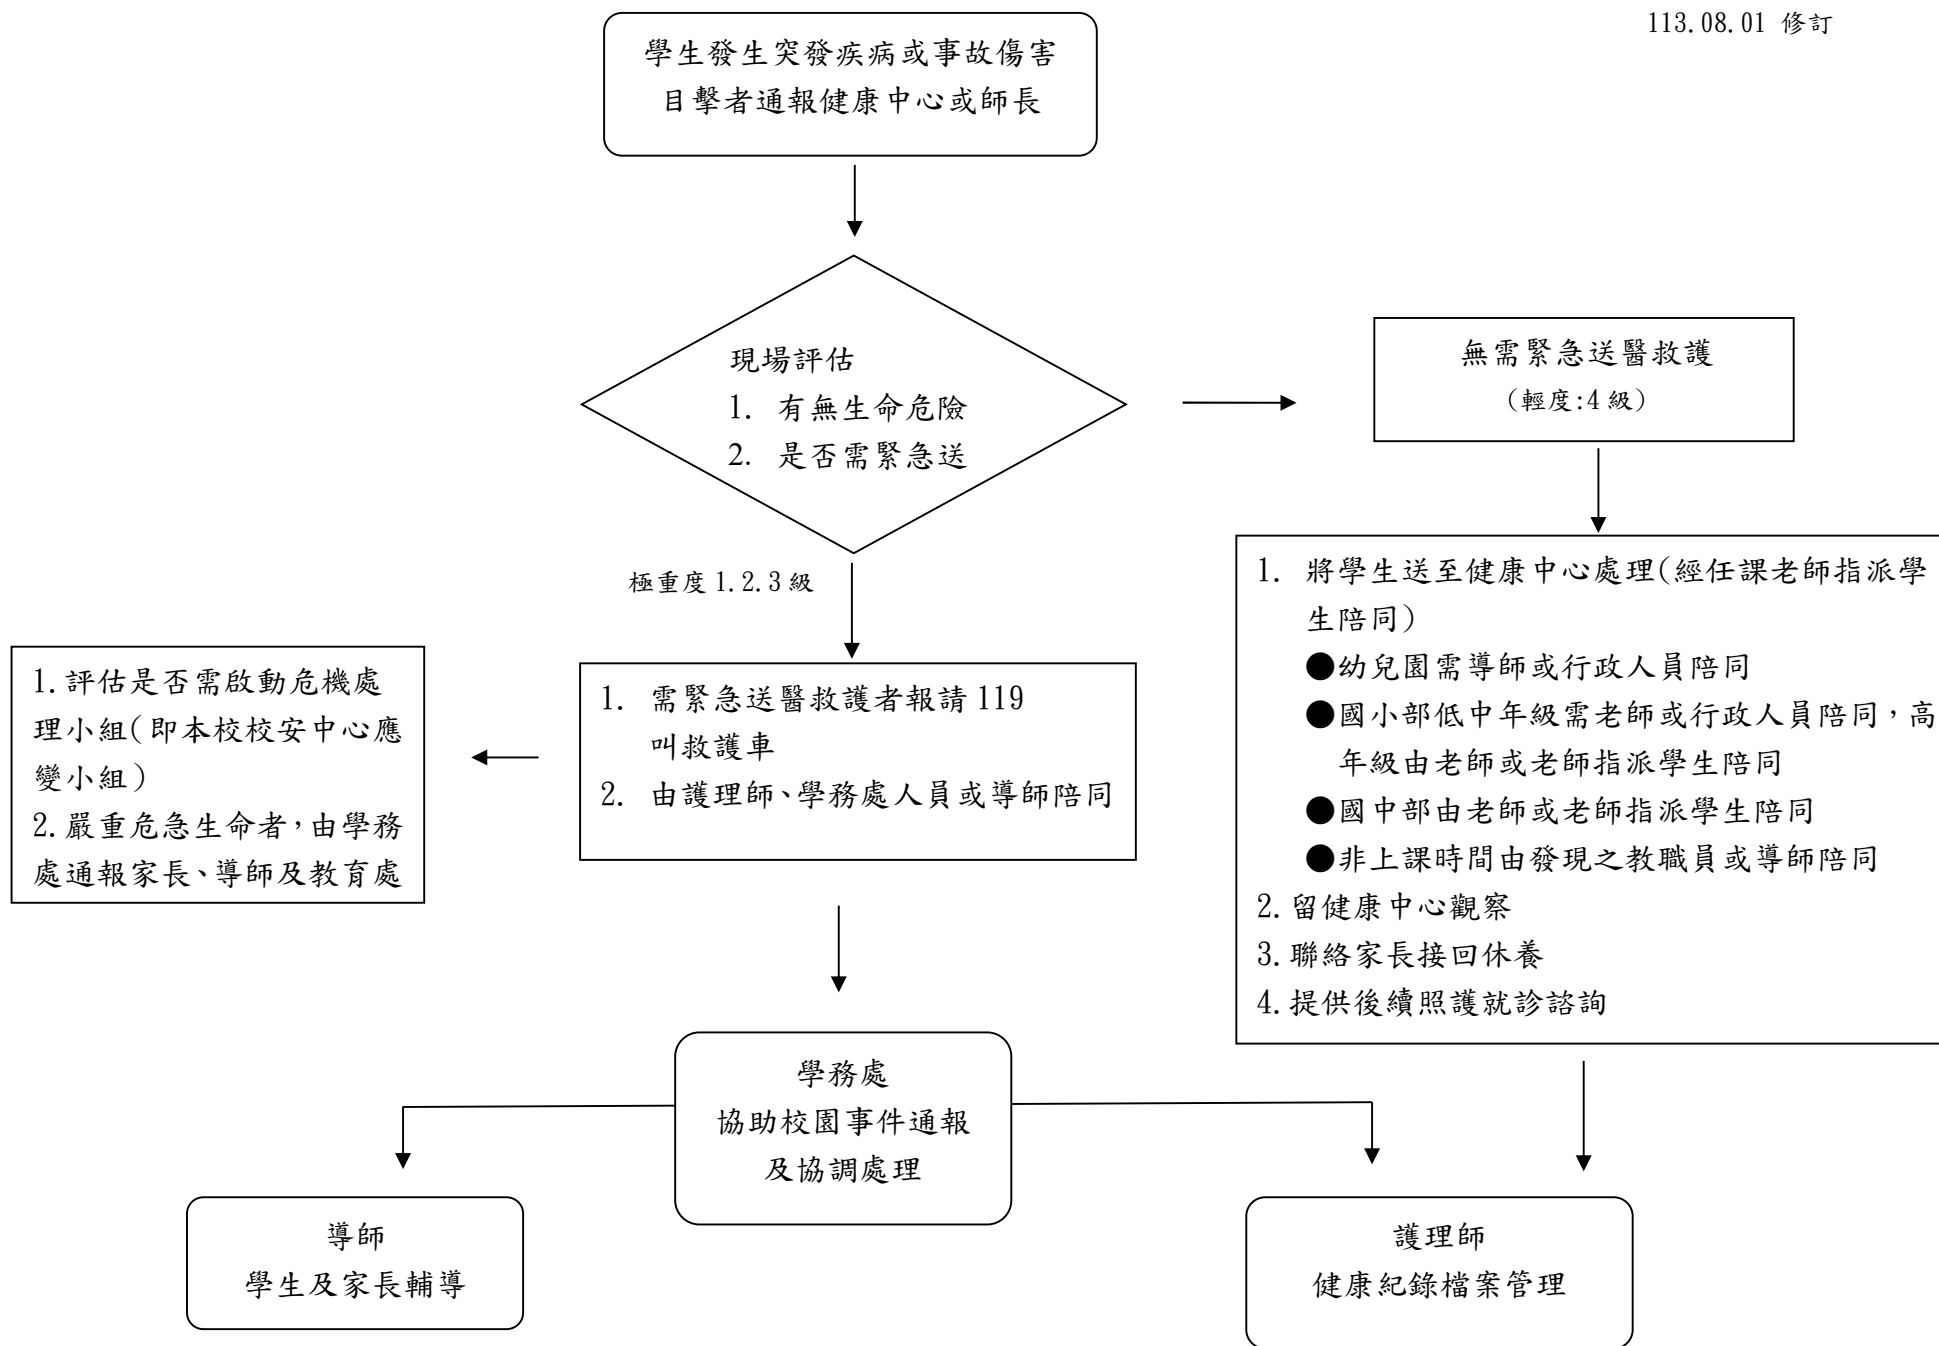 113.08.01 修訂
學生發生突發疾病或事故傷害
目擊者通報健康中心或師長
現場評估
1. 有無生命危險
2. 是否需緊急送
無需緊急送醫救護
(輕度:4 級)
極重度 1.2.3 級
1. 將學生送至健康中心處理(經任課老師指派學
生陪同)
●幼兒園需導師或行政人員陪同
●國小部低中年級需老師或行政人員陪同，高
年級由老師或老師指派學生陪同
●國中部由老師或老師指派學生陪同
●非上課時間由發現之教職員或導師陪同
2.留健康中心觀察
3.聯絡家長接回休養
4.提供後續照護就診諮詢
1.評估是否需啟動危機處
理小組(即本校校安中心應
變小組)
2.嚴重危急生命者，由學務
處通報家長、導師及教育處
1. 需緊急送醫救護者報請 119
叫救護車
2. 由護理師、學務處人員或導師陪同
學務處
協助校園事件通報
及協調處理
導師
學生及家長輔導
護理師
健康紀錄檔案管理